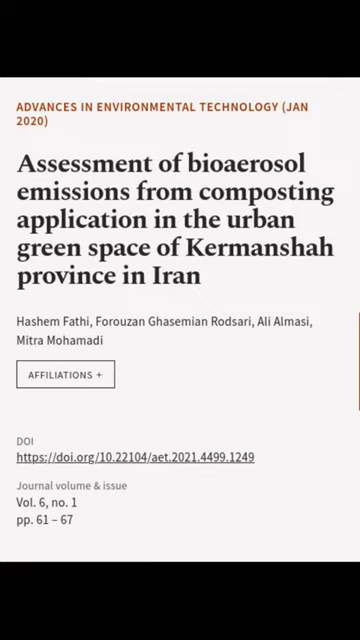 ADVANCES IN ENVIRONMENTAL TECHNOLOGY (JAN
2020)
Assessment of bioaerosol
emissions from composting
application in the urban
green space of Kermanshah
province in Iran
Hashem Fathi, Forouzan Ghasemian Rodsari, Ali Almasi,
Mitra Mohamadi
AFFILIATIONS +
DOI
https://doi.org/10.22104/aet.2021.4499.1249
Journal volume & issue
Vol. 6, no. 1
pp. 61 – 67